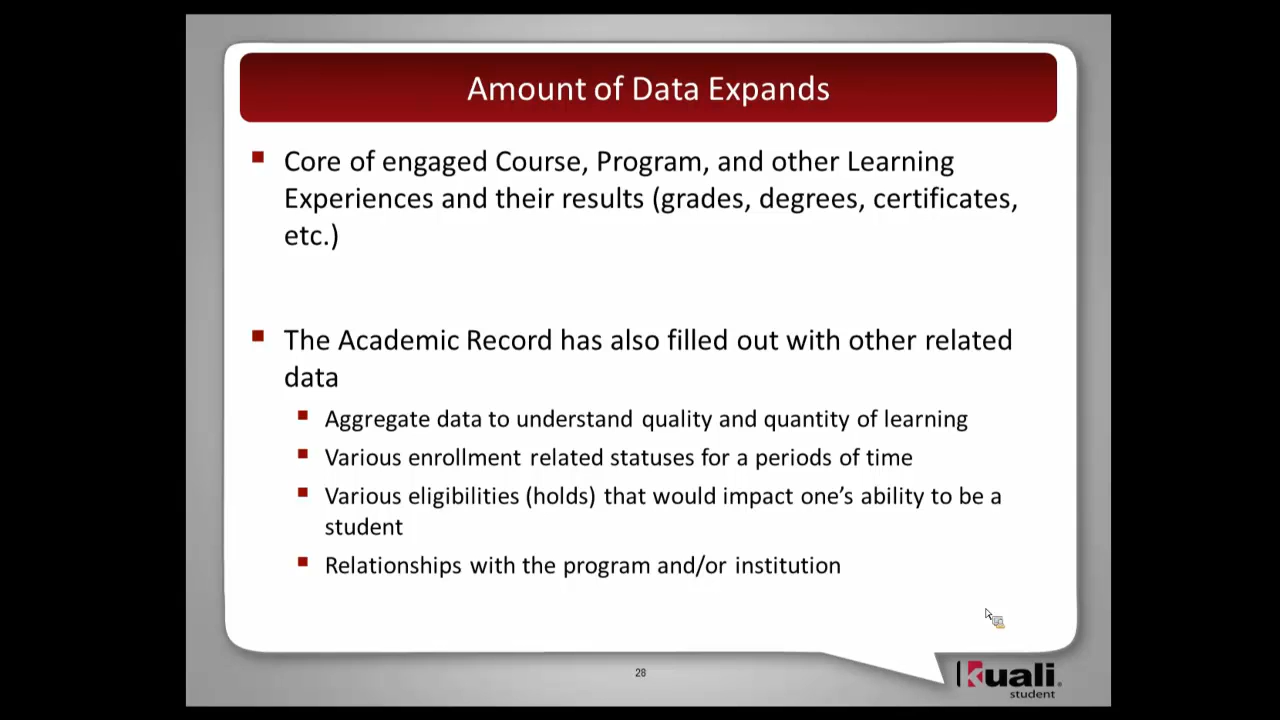 Amount of Data Expands
Core of engaged Course, Program, and other Learning
Experiences and their results (grades, degrees, certificates,
etc.)
The Academic Record has also filled out with other related
data
Aggregate data to understand quality and quantity of learning
Various enrollment related statuses for a periods of time
Various eligibilities (holds) that would impact one’s ability to be a
student
Relationships with the program and/or institution
28
kuali
student